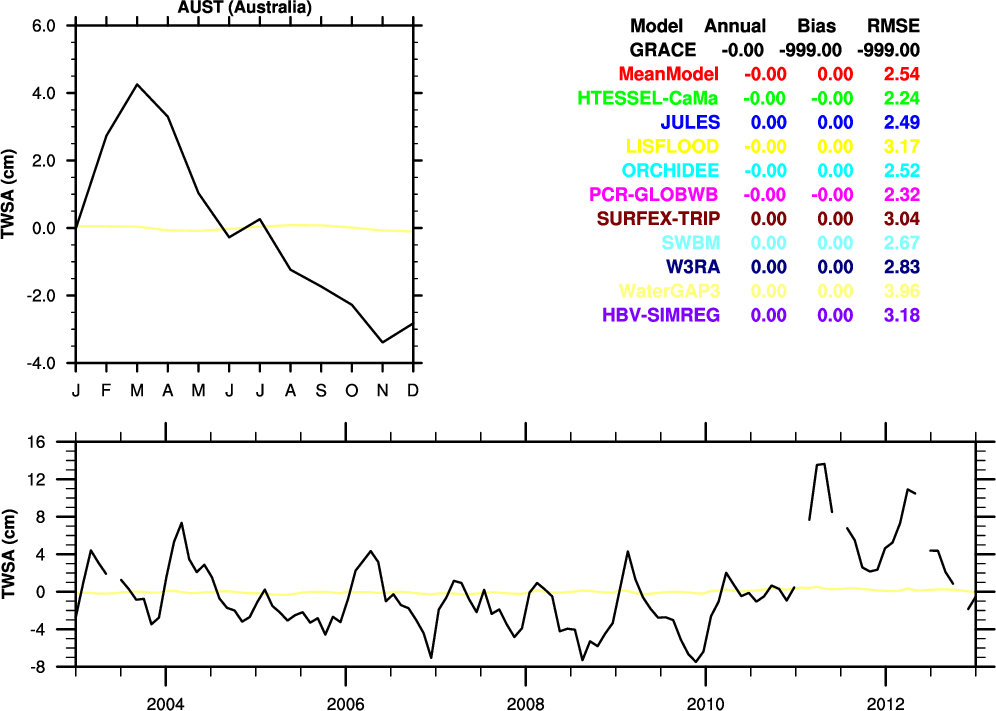 AUST (Australia)
6.0
4.0
2.0
0.0
-2.0
-4.0
TWSA (cm)
J F M A M J J A S O N D
Model Annual Bias RMSE
GRACE -0.00 -999.00 -999.00
MeanModel -0.00 0.00 2.54
HTESSEL-CaMa -0.00 -0.00 2.24
JULES 0.00 0.00 2.49
LISFLOOD -0.00 0.00 3.17
ORCHIDEE -0.00 0.00 2.52
PCR-GLOBWB -0.00 -0.00 2.32
SURFEX-TRIP 0.00 0.00 3.04
SWBM 0.00 0.00 2.67
W3RA 0.00 0.00 2.83
WaterGAP3 0.00 0.00 3.96
HBV-SIMREG 0.00 0.00 3.18
16
12
8
4
0
-4
-8
TWSA (cm)
2004 2006 2008 2010 2012